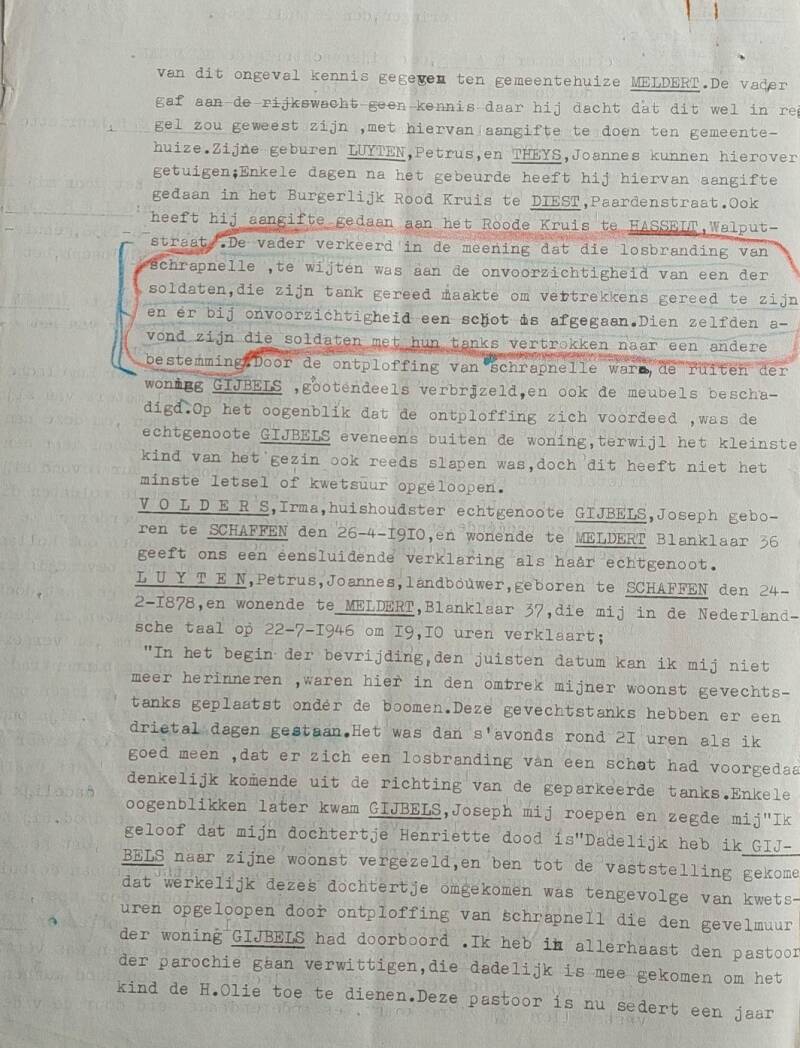 van dit ongeval kennis gegegven ten gemeentehuize MELDERT.De vader
gaf aan de rijkswacht geen kennis daar hij dacht dat dit wel in re
gel zou geweest zijn ,met hiervan aangifte te doen ten gemeente-
huize.Zijne geburen LUYTEN,Petrus,en THEYS,Joannes kunnen hierover
getuigen;Enkele dagen na het gebeurde heeft hij hiervan aangifte
gedaan in het Burgerlijk Rood Kruis te DIEST,Paardenstraat.Ook
heeft hij aangifte gedaan aan het Roode Kruis te HASSELT,Walput-
straat.De vader verkeerd in de meening dat die losbranding van
schrapnelle ,te wijten was aan de onvoorzichtigheid van een der
soldaten,die zijn tank gereed maakte om vertrekkens gereed te zijn
en er bij onvoorzichtigheid een schot is afgegaan.Dien zelfden a-
vond zijn die soldaten met hun tanks vertrokken naar een andere
bestemming.Door de ontploffing van schrapnelle waren de ruiten der
woning GIJBELS ,gootendeels verbrijzeld,en ook de meubels bescha-
digd.Op het oogenblik dat de ontploffing zich voordeed ,was de
echtgenoote GIJBELS eveneens buiten de woning,terwijl het kleinste
kind van het gezin ook reeds slapen was,doch dit heeft niet het
minste letsel of kwetsuur opgeloopen.
V O L D E R S,Irma,huishoudster echtgenoote GIJBELS,Joseph gebo-
ren te SCHAFFEN den 26-4-1910,en wonende te MELDERT Blanklaar 36
geeft ons een eensluidende verklaring als haar echtgenoot.
L U Y T E N,Petrus,Joannes,landbouwer,geboren te SCHAFFEN den 24-
2-1878,en wonende te MELDERT,Blanklaar 37,die mij in de Nederland-
sche taal op 22-7-1946 om 19,10 uren verklaart;
"In het begin der bevrijding,den juisten datum kan ik mij niet
meer herinneren ,waren hier in den omtrek mijner woonst gevechts-
tanks geplaatst onder de boomen.Deze gevechtstanks hebben er een
drietal dagen gestaan.Het was dan s'avonds rond 21 uren als ik
goed meen ,dat er zich een losbranding van een schot had voorgedaa
denkelijk komende uit de richting van de geparkeerde tanks.Enkele
oogenblikken later kwam GIJBELS,Joseph mij roepen en zegde mij"Ik
geloof dat mijn dochtertje Henriette dood is"Dadelijk heb ik GIJ-
BELS naar zijne woonst vergezeld,en ben tot de vaststelling gekome
dat werkelijk dezes dochtertje omgekomen was tengevolge van kwets-
uren opgeloopen door ontploffing van schrapnell die den gevelmuur
der woning GIJBELS had doorboord .Ik heb in allerhaast den pastoor
der parochie gaan verwittigen,die dadelijk is mee gekomen om het
kind de H.Olie toe te dienen.Deze pastoor is nu sedert een jaar